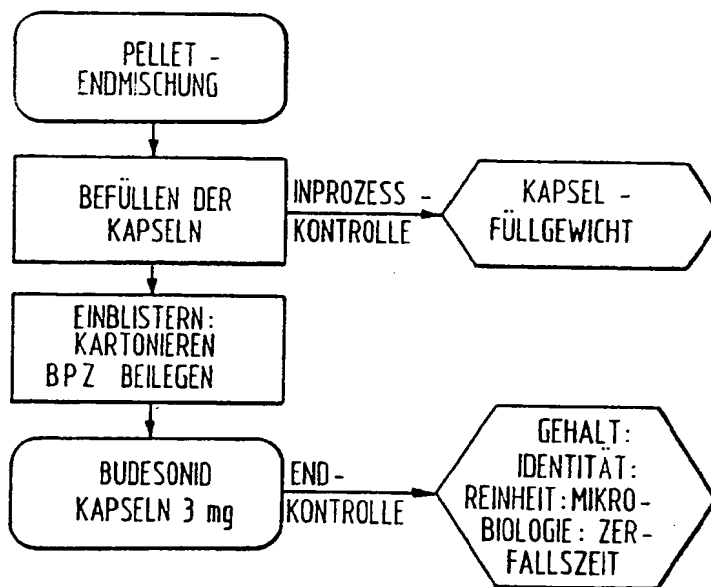 PELLET -
ENDMISCHUNG
BEFÜLLEN DER
KAPSELN
INPROZESS -
KONTROLLE
KAPSEL -
FÜLLGEWICHT
EINBLISTERN:
KARTONIEREN
BPZ BEILEGEN
BUDESONID
KAPSELN 3 mg
END-
KONTROLLE
GEHALT:
IDENTITÄT:
REINHEIT: MIKRO-
BIOLOGIE: ZER-
FALLSZEIT